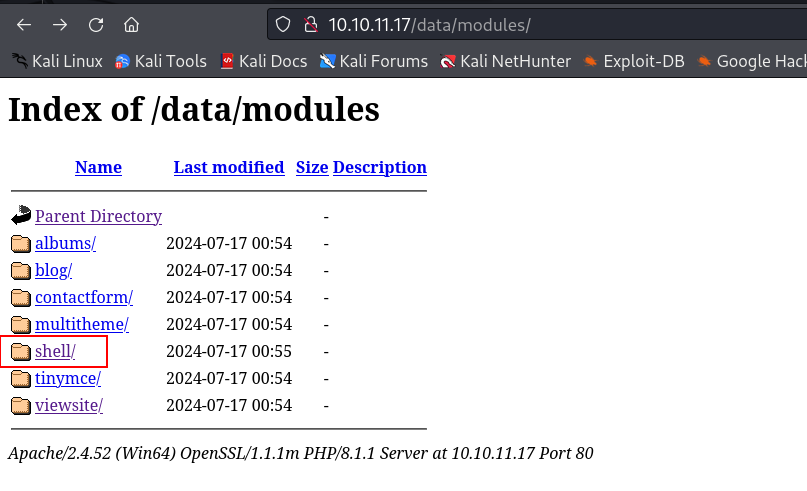 10.10.11.17/data/modules/
Kali Linux Kali Tools Kali Docs Kali Forums Kali NetHunter Exploit-DB Google Hac
Index of /data/modules
Name Last modified Size Description
Parent Directory -
albums/ 2024-07-17 00:54 -
blog/ 2024-07-17 00:54 -
contactform/ 2024-07-17 00:54 -
multitheme/ 2024-07-17 00:54 -
shell/ 2024-07-17 00:55 -
tinymce/ 2024-07-17 00:54 -
viewsite/ 2024-07-17 00:54 -
Apache/2.4.52 (Win64) OpenSSL/1.1.1m PHP/8.1.1 Server at 10.10.11.17 Port 80